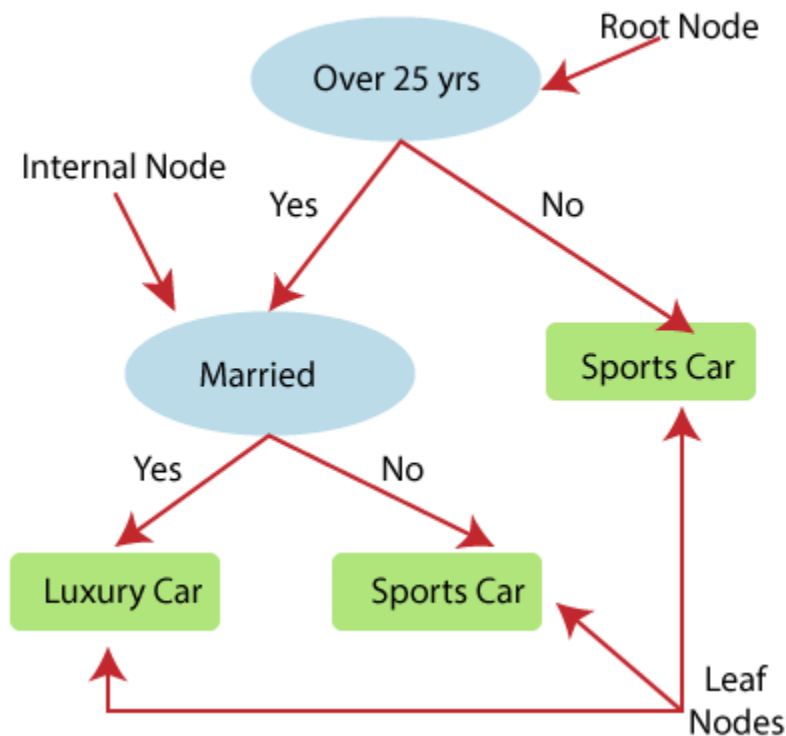 Root Node
Over 25 yrs
Internal Node
Yes
No
Married
Sports Car
Yes
No
Luxury Car
Sports Car
Leaf
Nodes